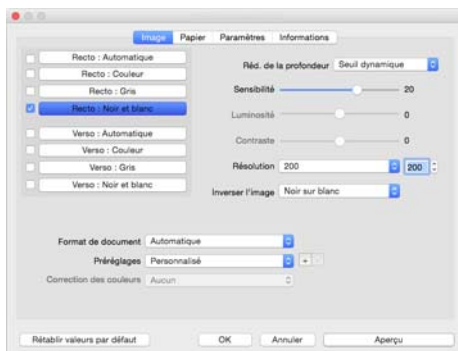 Image Papier Paramètres Informations
Recto : Automatique
Recto : Couleur
Recto : Gris
Recto : Noir et blanc
Verso : Automatique
Verso : Couleur
Verso : Gris
Verso : Noir et blanc
Réd. de la profondeur Seuil dynamique
Sensibilité 20
Luminosité 0
Contraste 0
Résolution 200 200
Inverser l'image Noir sur blanc
Format de document Automatique
Préréglages Personnalisé +
Correction des couleurs Aucun
Rétablir valeurs par défaut OK Annuler Aperçu